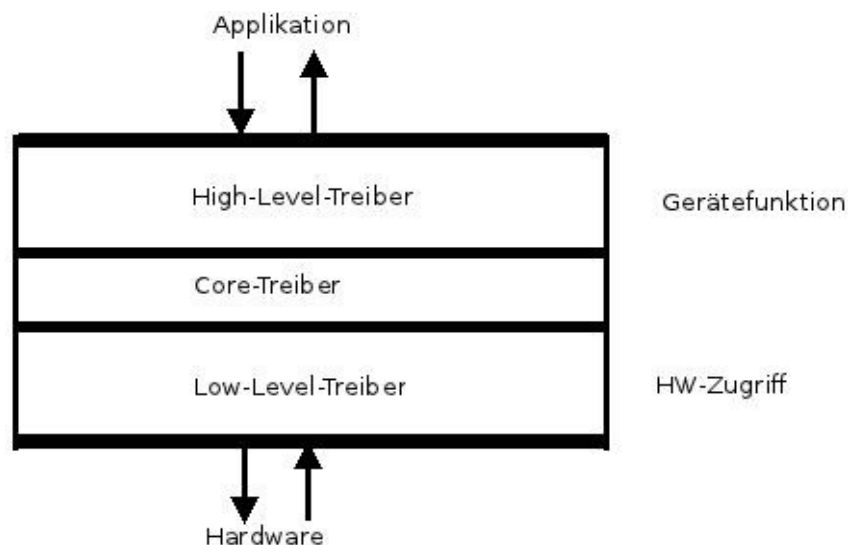 Applikation
High-Level-Treiber
Gerätefunktion
Core-Treiber
Low-Level-Treiber
HW-Zugriff
Hardware